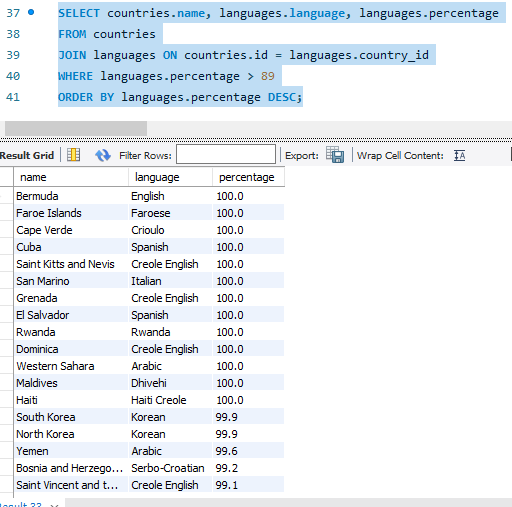 37 SELECT countries.name, languages.language, languages.percentage
38 FROM countries
39 JOIN languages ON countries.id = languages.country_id
40 WHERE languages.percentage > 89
41 ORDER BY languages.percentage DESC;
Result Grid Filter Rows: Export: Wrap Cell Content: IA
name language percentage
Bermuda English 100.0
Faroe Islands Faroese 100.0
Cape Verde Crioulo 100.0
Cuba Spanish 100.0
Saint Kitts and Nevis Creole English 100.0
San Marino Italian 100.0
Grenada Creole English 100.0
El Salvador Spanish 100.0
Rwanda Rwanda 100.0
Dominica Creole English 100.0
Western Sahara Arabic 100.0
Maldives Dhivehi 100.0
Haiti Haiti Creole 100.0
South Korea Korean 99.9
North Korea Korean 99.9
Yemen Arabic 99.6
Bosnia and Herzego... Serbo-Croatian 99.2
Saint Vincent and t... Creole English 99.1